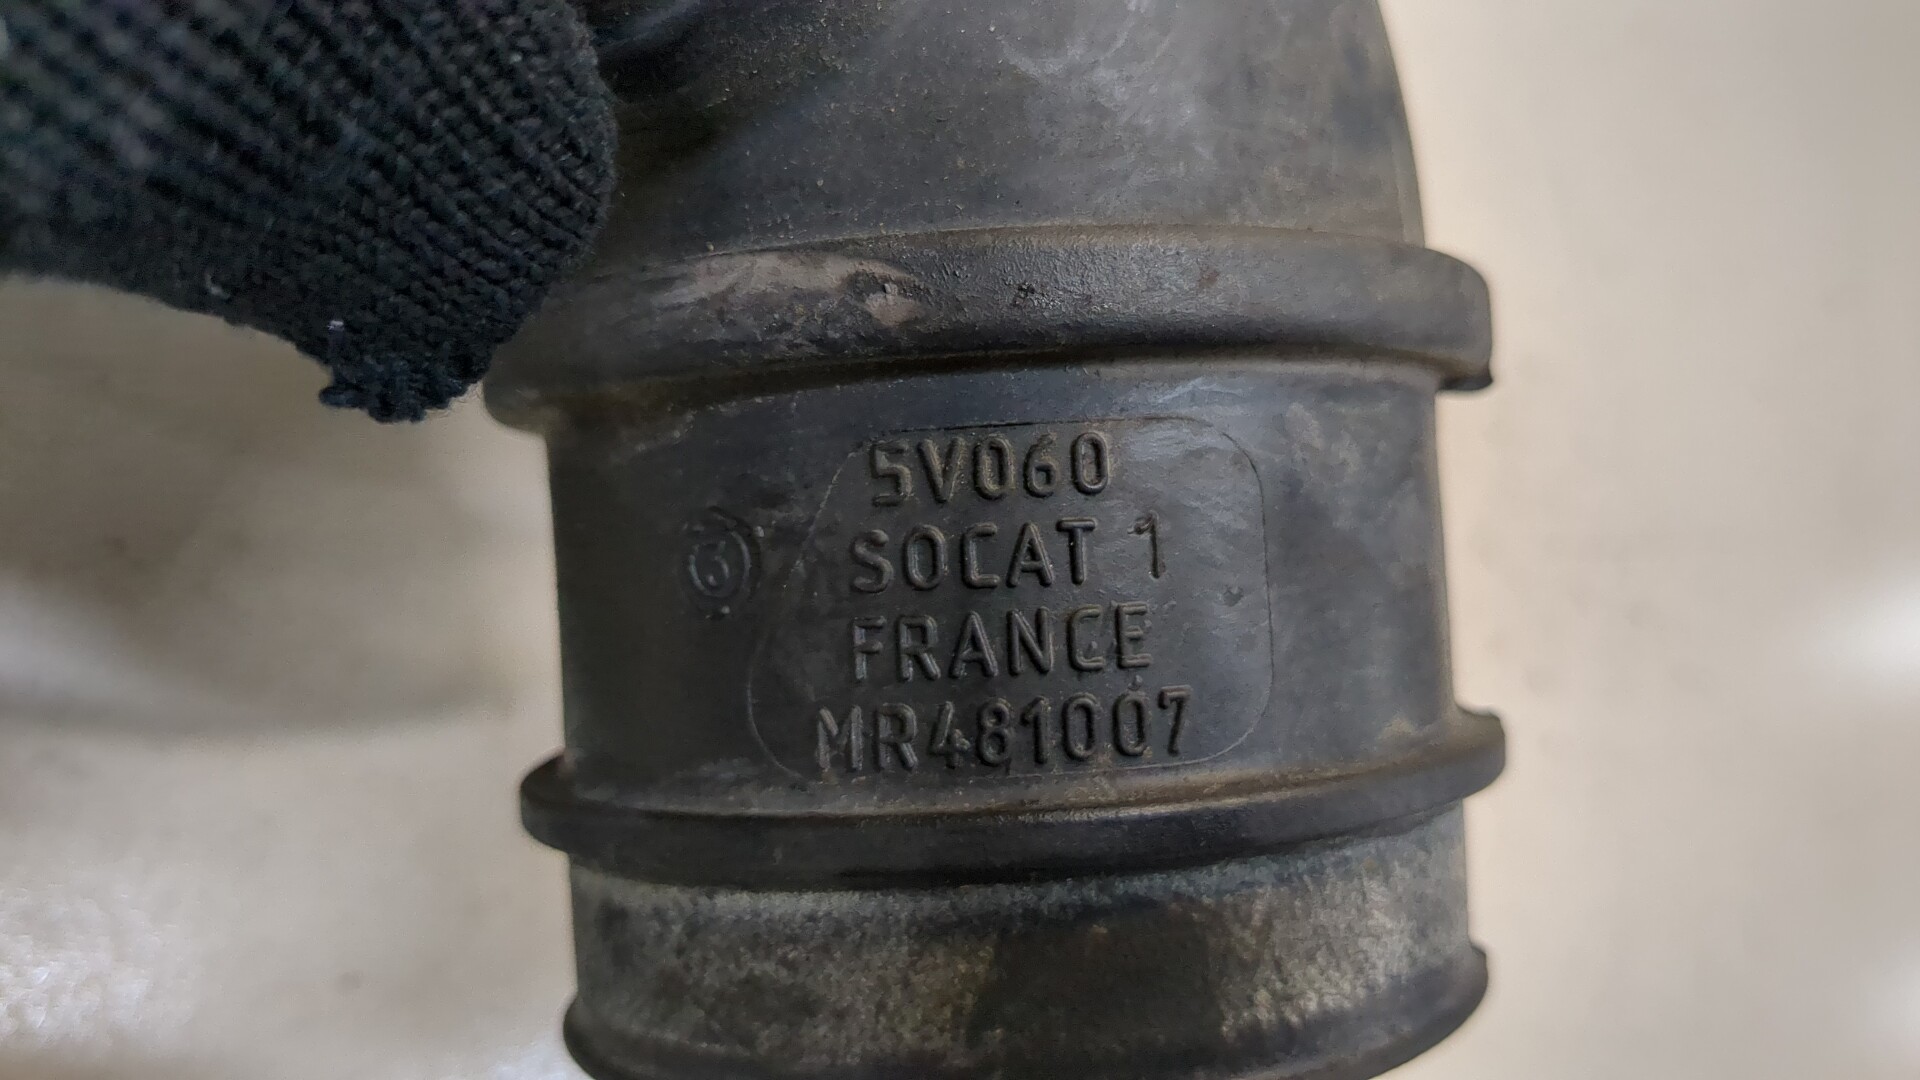 5V060
SOCAT 1
FRANCE
MR481007